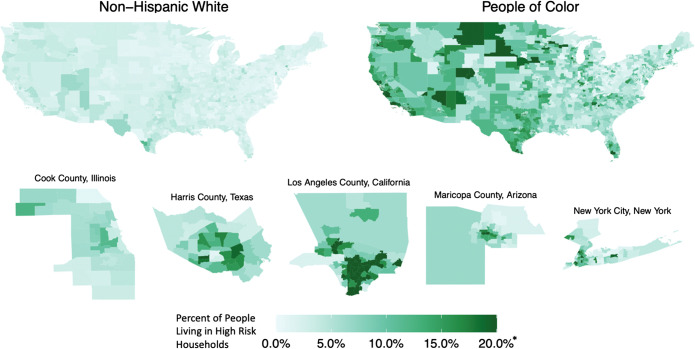 Non-Hispanic White
People of Color
Cook County, Illinois
Harris County, Texas
Los Angeles County, California
Maricopa County, Arizona
New York City, New York
Percent of People
Living in High Risk
Households
0.0% 5.0% 10.0% 15.0% 20.0%*